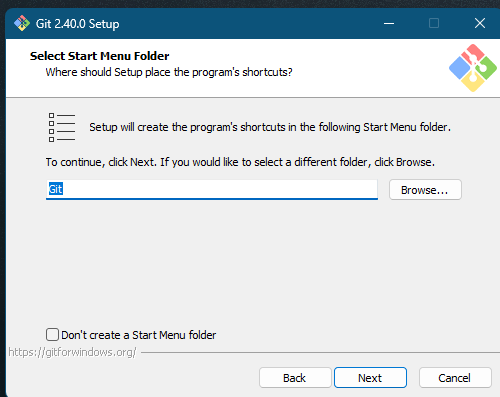 Git 2.40.0 Setup
Select Start Menu Folder
Where should Setup place the program's shortcuts?
Setup will create the program's shortcuts in the following Start Menu folder.
To continue, click Next. If you would like to select a different folder, click Browse.
Git
Browse...
Don't create a Start Menu folder
https://gitforwindows.org/
Back
Next
Cancel